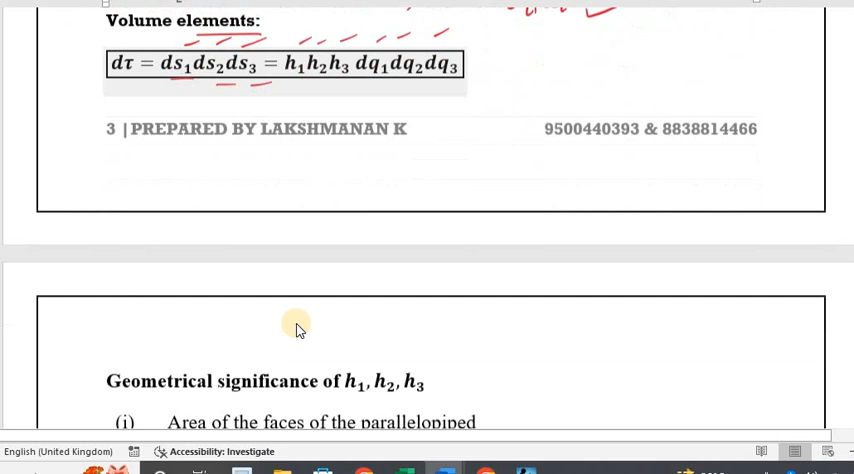 Volume elements:
dτ = ds₁ds₂ds₃ = h₁h₂h₃ dq₁dq₂dq₃
3 | PREPARED BY LAKSHMANAN K 9500440393 & 8838814466
Geometrical significance of h₁, h₂, h₃
(i) Area of the faces of the parallelopiped
English (United Kingdom) Accessibility: Investigate